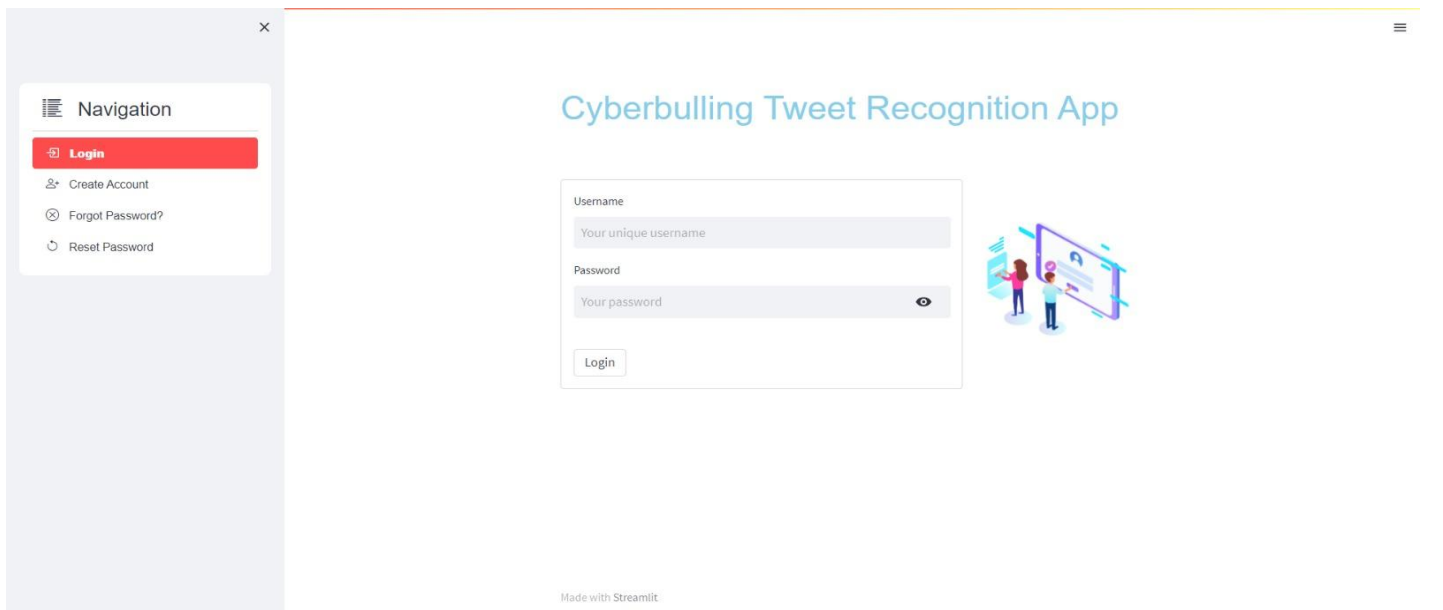 Navigation
Login
Create Account
Forgot Password?
Reset Password
Cyberbulling Tweet Recognition App
Username
Your unique username
Password
Your password
Login
Made with Streamlit